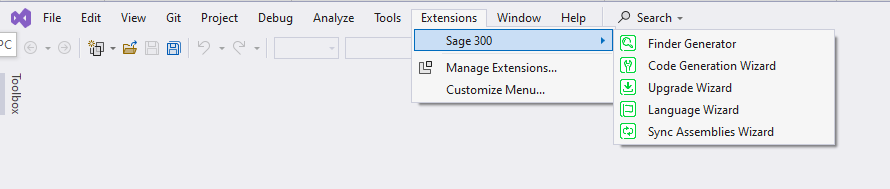 File Edit View Git Project Debug Analyze Tools Extensions Window Help Search
PC
Sage 300
Manage Extensions...
Customize Menu...
Finder Generator
Code Generation Wizard
Upgrade Wizard
Language Wizard
Sync Assemblies Wizard
Toolbox